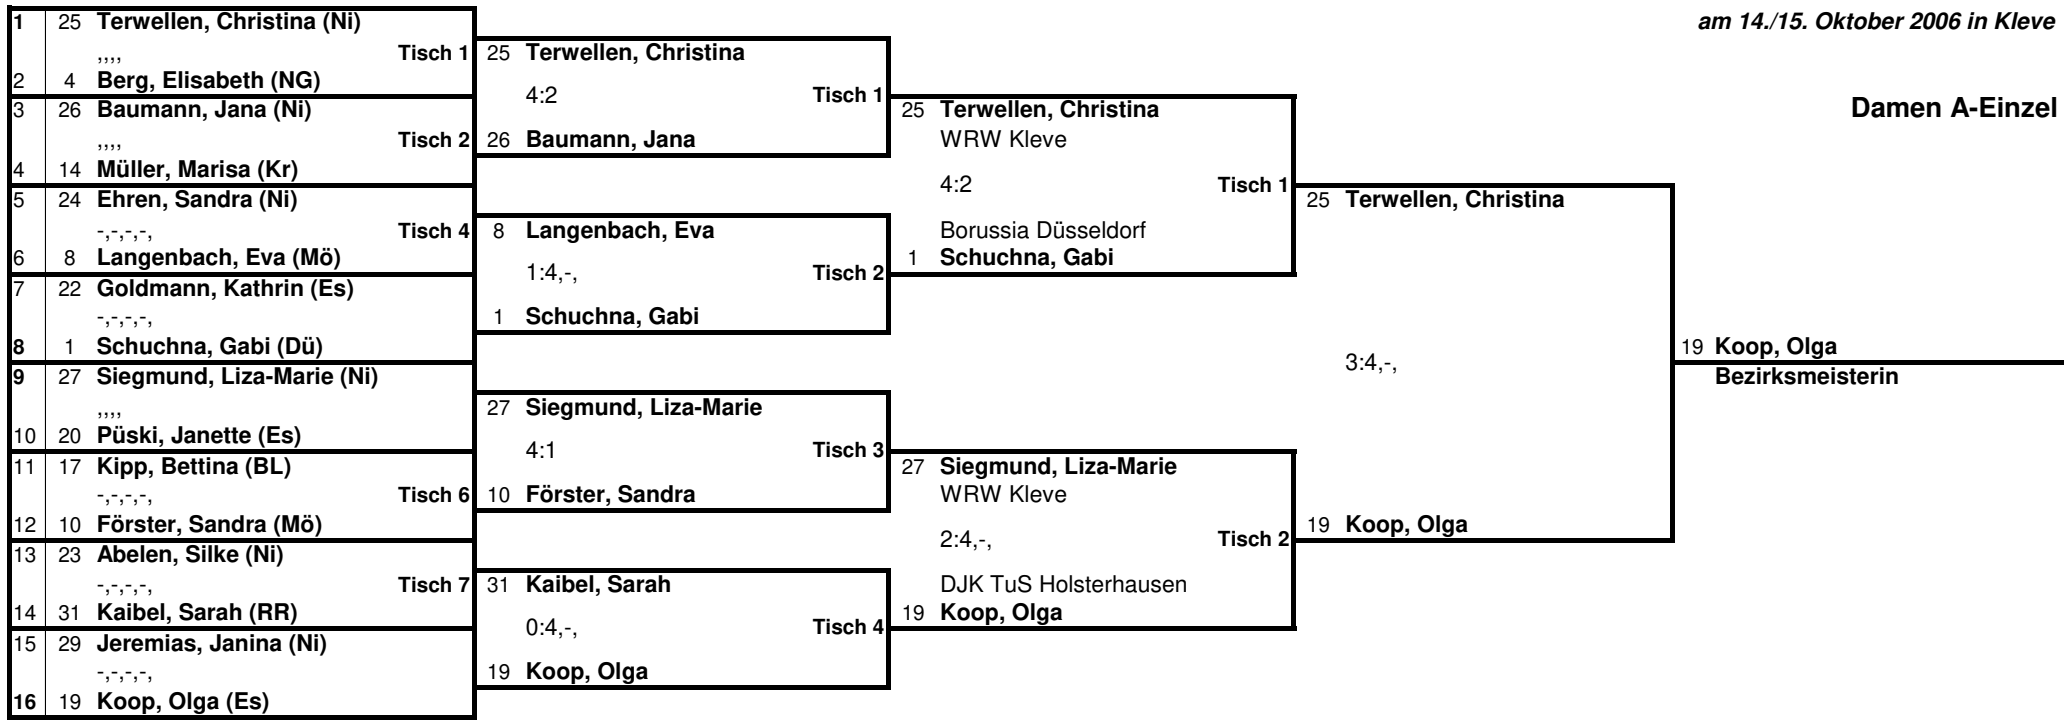 am 14./15. Oktober 2006 in Kleve
Damen A-Einzel
1 25 Terwellen, Christina (Ni)
,,,, Tisch 1
2 4 Berg, Elisabeth (NG)
3 26 Baumann, Jana (Ni)
,,,, Tisch 2
4 14 Müller, Marisa (Kr)
5 24 Ehren, Sandra (Ni)
-,-,-,-, Tisch 4
6 8 Langenbach, Eva (Mö)
7 22 Goldmann, Kathrin (Es)
-,-,-,-,
8 1 Schuchna, Gabi (Dü)
9 27 Siegmund, Liza-Marie (Ni)
,,,,
10 20 Püski, Janette (Es)
11 17 Kipp, Bettina (BL)
-,-,-,-, Tisch 6
12 10 Förster, Sandra (Mö)
13 23 Abelen, Silke (Ni)
-,-,-,-, Tisch 7
14 31 Kaibel, Sarah (RR)
15 29 Jeremias, Janina (Ni)
-,-,-,-,
16 19 Koop, Olga (Es)
25 Terwellen, Christina
4:2 Tisch 1
26 Baumann, Jana
8 Langenbach, Eva
1:4,-, Tisch 2
1 Schuchna, Gabi
27 Siegmund, Liza-Marie
4:1 Tisch 3
10 Förster, Sandra
31 Kaibel, Sarah
0:4,-, Tisch 4
19 Koop, Olga
25 Terwellen, Christina
WRW Kleve
4:2 Tisch 1
Borussia Düsseldorf
1 Schuchna, Gabi
27 Siegmund, Liza-Marie
WRW Kleve
2:4,-, Tisch 2
DJK TuS Holsterhausen
19 Koop, Olga
25 Terwellen, Christina
3:4,-,
19 Koop, Olga
19 Koop, Olga
Bezirksmeisterin